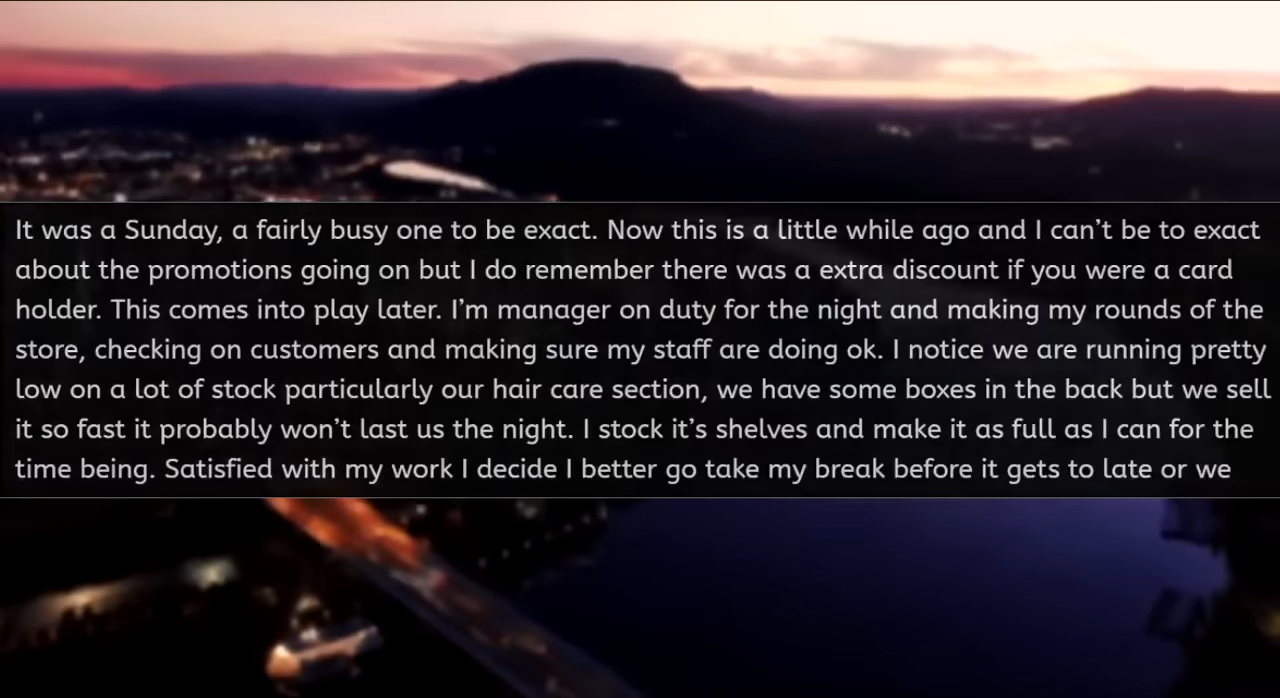 It was a Sunday, a fairly busy one to be exact. Now this is a little while ago and I can’t be to exact
about the promotions going on but I do remember there was a extra discount if you were a card
holder. This comes into play later. I’m manager on duty for the night and making my rounds of the
store, checking on customers and making sure my staff are doing ok. I notice we are running pretty
low on a lot of stock particularly our hair care section, we have some boxes in the back but we sell
it so fast it probably won’t last us the night. I stock it’s shelves and make it as full as I can for the
time being. Satisfied with my work I decide I better go take my break before it gets to late or we